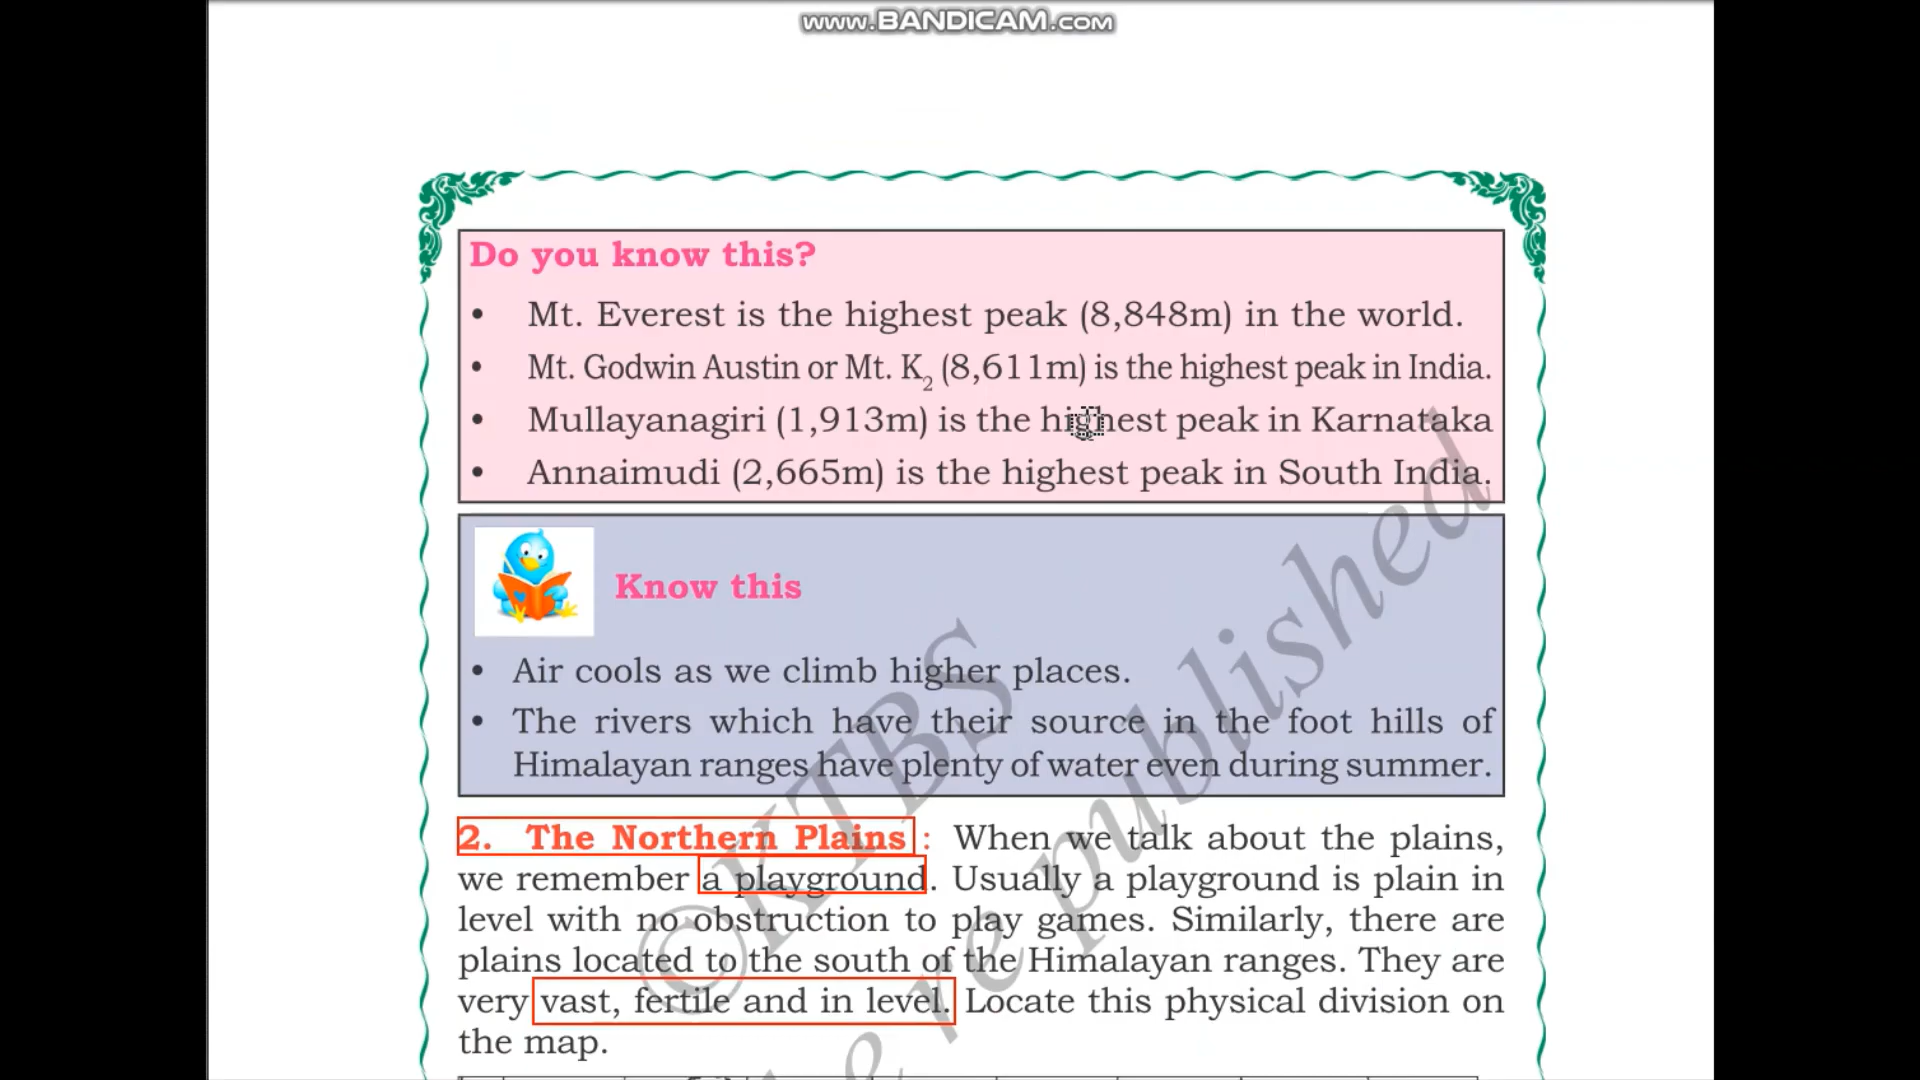 www.BANDICAM.com
Do you know this?
• Mt. Everest is the highest peak (8,848m) in the world.
• Mt. Godwin Austin or Mt. K2 (8,611m) is the highest peak in India.
• Mullayanagiri (1,913m) is the highest peak in Karnataka
• Annaimudi (2,665m) is the highest peak in South India.
Know this
• Air cools as we climb higher places.
• The rivers which have their source in the foot hills of
Himalayan ranges have plenty of water even during summer.
2. The Northern Plains : When we talk about the plains,
we remember a playground. Usually a playground is plain in
level with no obstruction to play games. Similarly, there are
plains located to the south of the Himalayan ranges. They are
very vast, fertile and in level. Locate this physical division on
the map.
©KTBS
be republished